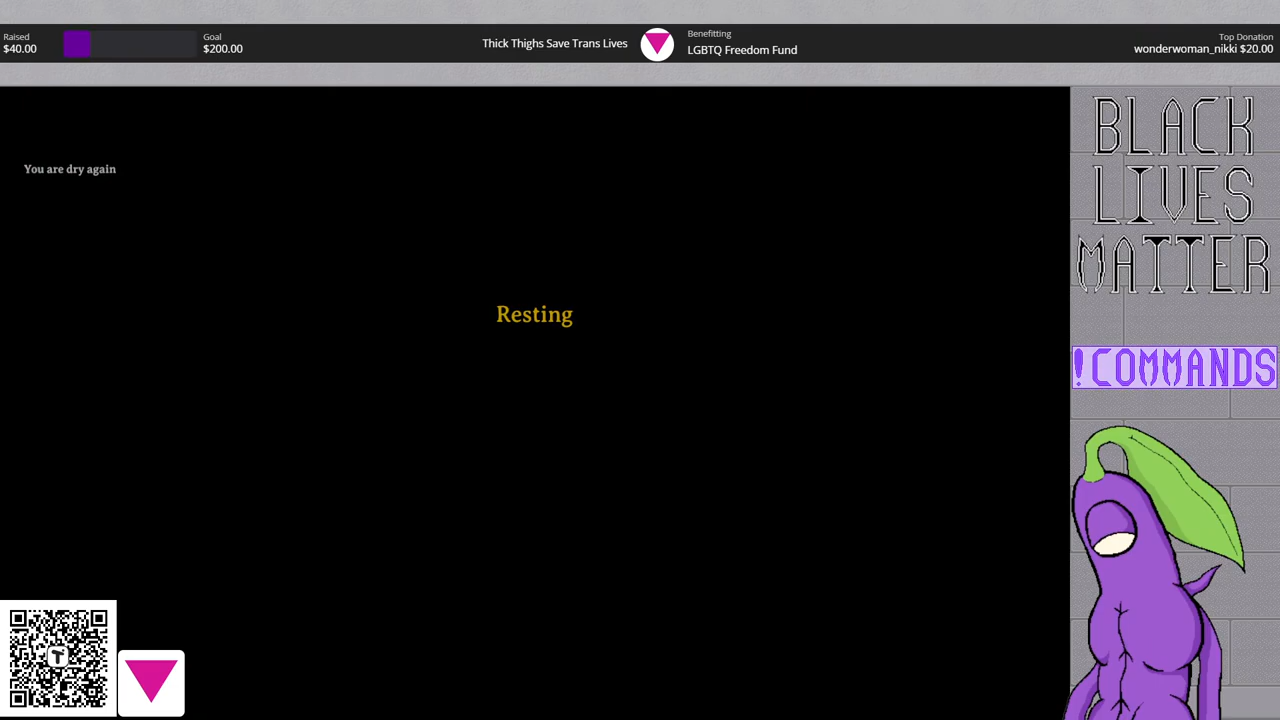 Raised
$40.00
Goal
$200.00
Thick Thighs Save Trans Lives
Benefitting
LGBTQ Freedom Fund
Top Donation
wonderwoman_nikki $20.00
BLACK
LIVES
MATTER
You are dry again
Resting
!COMMANDS
T